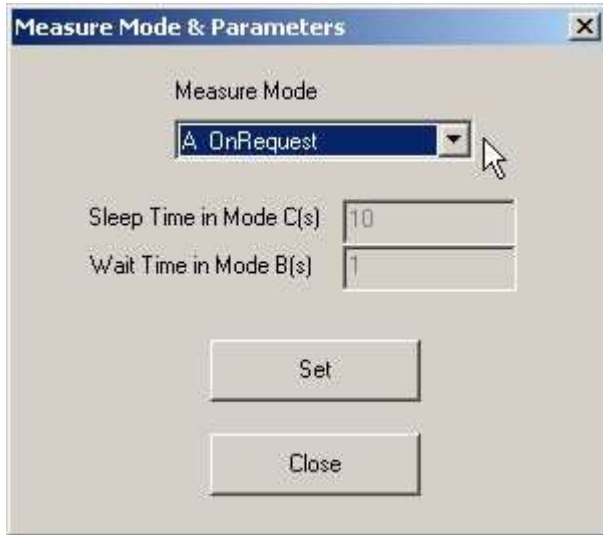 Measure Mode & Parameters
Measure Mode
A OnRequest
Sleep Time in Mode C(s) 10
Wait Time in Mode B(s) 1
Set
Close